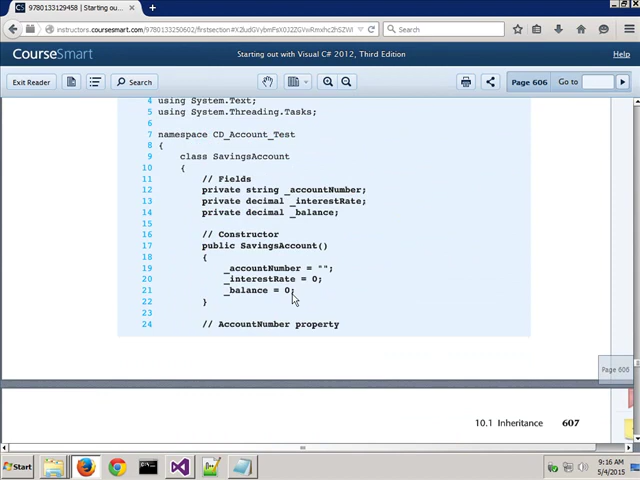 9780133129458 | Starting ou...
instructors.coursesmart.com/9780133250602/firstsection#X2ludGVybmFsX0J2ZGVwRmxhc2hSZWFkZXI
Search
CourseSmart
Starting out with Visual C# 2012, Third Edition
Help
Exit Reader
Search
Page 606
Go to
4 using System.Text;
5 using System.Threading.Tasks;
6
7 namespace CD_Account_Test
8 {
9 class SavingsAccount
10 {
11 // Fields
12 private string _accountNumber;
13 private decimal _interestRate;
14 private decimal _balance;
15
16 // Constructor
17 public SavingsAccount()
18 {
19 _accountNumber = "";
20 _interestRate = 0;
21 _balance = 0;
22 }
23
24 // AccountNumber property
Page 606
10.1 Inheritance 607
Start
9:16 AM
5/4/2015